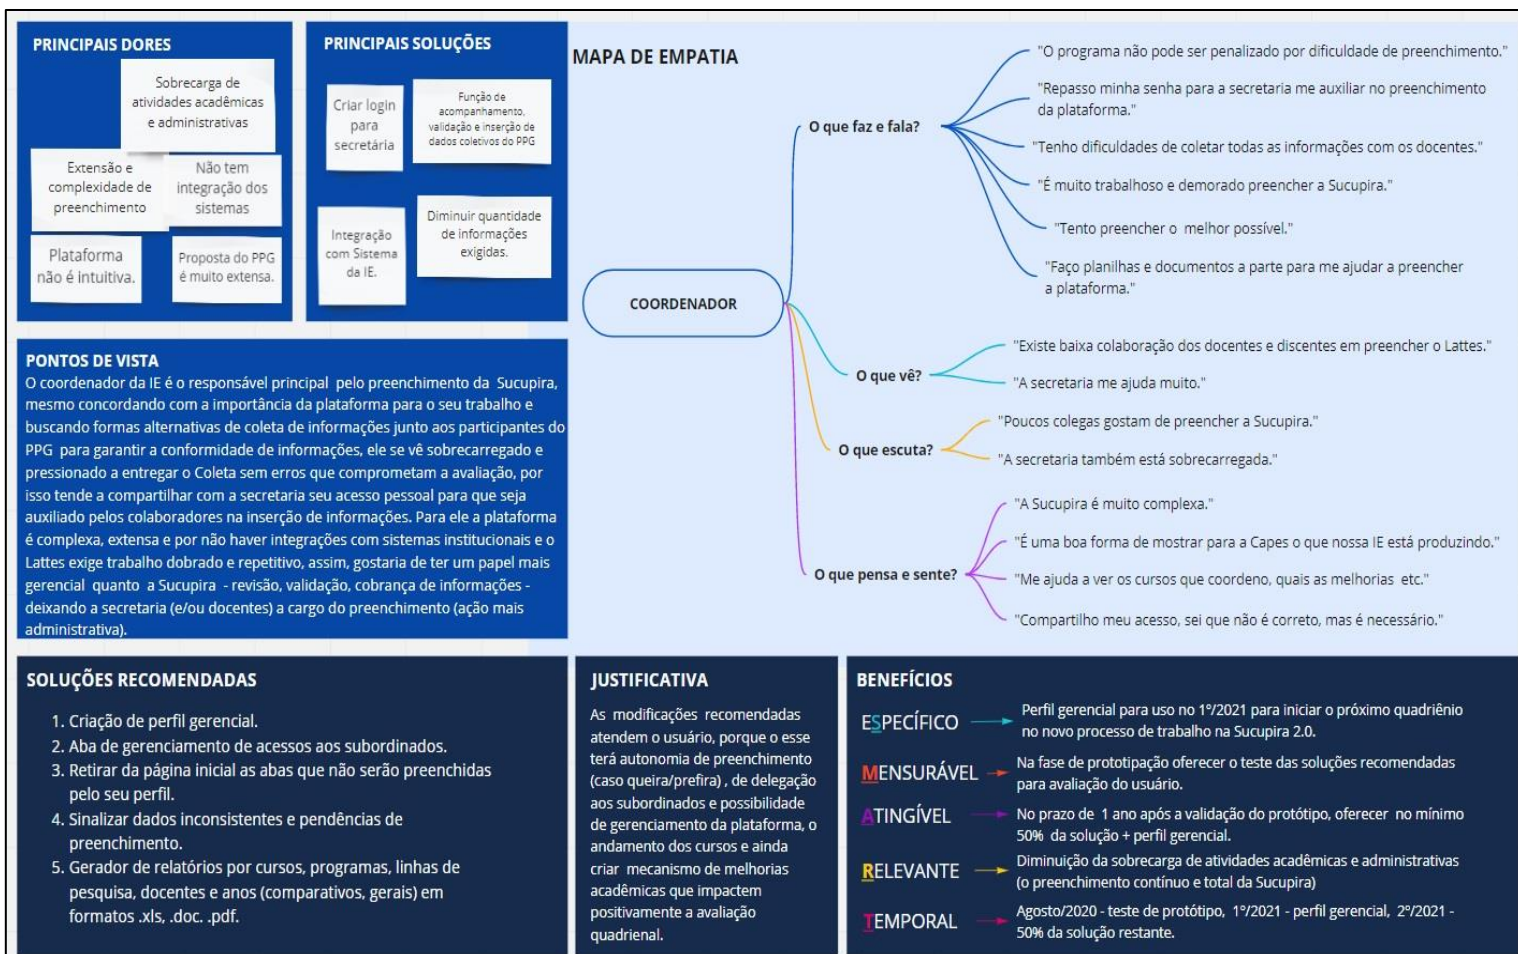 PRINCIPAIS DORES
Sobrecarga de
atividades acadêmicas
e administrativas
Extensão e
complexidade de
preenchimento
Não tem
integração dos
sistemas
Plataforma
não é intuitiva.
Proposta do PPG
é muito extensa.
PRINCIPAIS SOLUÇÕES
Criar login
para
secretária
Função de
acompanhamento,
validação e inserção de
dados coletivos do PPG
Integração
com Sistema
da IE.
Diminuir quantidade
de informações
exigidas.
PONTOS DE VISTA
O coordenador da IE é o responsável principal pelo preenchimento da Sucupira,
mesmo concordando com a importância da plataforma para o seu trabalho e
buscando formas alternativas de coleta de informações junto aos participantes do
PPG para garantir a conformidade de informações, ele se vê sobrecarregado e
pressionado a entregar o Coleta sem erros que comprometam a avaliação, por
isso tende a compartilhar com a secretaria seu acesso pessoal para que seja
auxiliado pelos colaboradores na inserção de informações. Para ele a plataforma
é complexa, extensa e por não haver integrações com sistemas institucionais e o
Lattes exige trabalho dobrado e repetitivo, assim, gostaria de ter um papel mais
gerencial quanto a Sucupira - revisão, validação, cobrança de informações -
deixando a secretaria (e/ou docentes) a cargo do preenchimento (ação mais
administrativa).
MAPA DE EMPATIA
COORDENADOR
O que faz e fala?
"O programa não pode ser penalizado por dificuldade de preenchimento."
"Repasso minha senha para a secretaria me auxiliar no preenchimento
da plataforma."
"Tenho dificuldades de coletar todas as informações com os docentes."
"É muito trabalhoso e demorado preencher a Sucupira."
"Tento preencher o melhor possível."
"Faço planilhas e documentos a parte para me ajudar a preencher
a plataforma."
O que vê?
"Existe baixa colaboração dos docentes e discentes em preencher o Lattes."
"A secretaria me ajuda muito."
O que escuta?
"Poucos colegas gostam de preencher a Sucupira."
"A secretaria também está sobrecarregada."
O que pensa e sente?
"A Sucupira é muito complexa."
"É uma boa forma de mostrar para a Capes o que nossa IE está produzindo."
"Me ajuda a ver os cursos que coordeno, quais as melhorias etc."
"Compartilho meu acesso, sei que não é correto, mas é necessário."
SOLUÇÕES RECOMENDADAS
1. Criação de perfil gerencial.
2. Aba de gerenciamento de acessos aos subordinados.
3. Retirar da página inicial as abas que não serão preenchidas
pelo seu perfil.
4. Sinalizar dados inconsistentes e pendências de
preenchimento.
5. Gerador de relatórios por cursos, programas, linhas de
pesquisa, docentes e anos (comparativos, gerais) em
formatos .xls, .doc. .pdf.
JUSTIFICATIVA
As modificações recomendadas
atendem o usuário, porque o esse
terá autonomia de preenchimento
(caso queira/prefira) , de delegação
aos subordinados e possibilidade
de gerenciamento da plataforma, o
andamento dos cursos e ainda
criar mecanismo de melhorias
acadêmicas que impactem
positivamente a avaliação
quadrienal.
BENEFÍCIOS
ESPECÍFICO
Perfil gerencial para uso no 1º/2021 para iniciar o próximo quadriênio
no novo processo de trabalho na Sucupira 2.0.
MENSURÁVEL
Na fase de prototipação oferecer o teste das soluções recomendadas
para avaliação do usuário.
ATINGÍVEL
No prazo de 1 ano após a validação do protótipo, oferecer no mínimo
50% da solução + perfil gerencial.
RELEVANTE
Diminuição da sobrecarga de atividades acadêmicas e administrativas
(o preenchimento contínuo e total da Sucupira)
TEMPORAL
Agosto/2020 - teste de protótipo, 1º/2021 - perfil gerencial, 2º/2021 -
50% da solução restante.